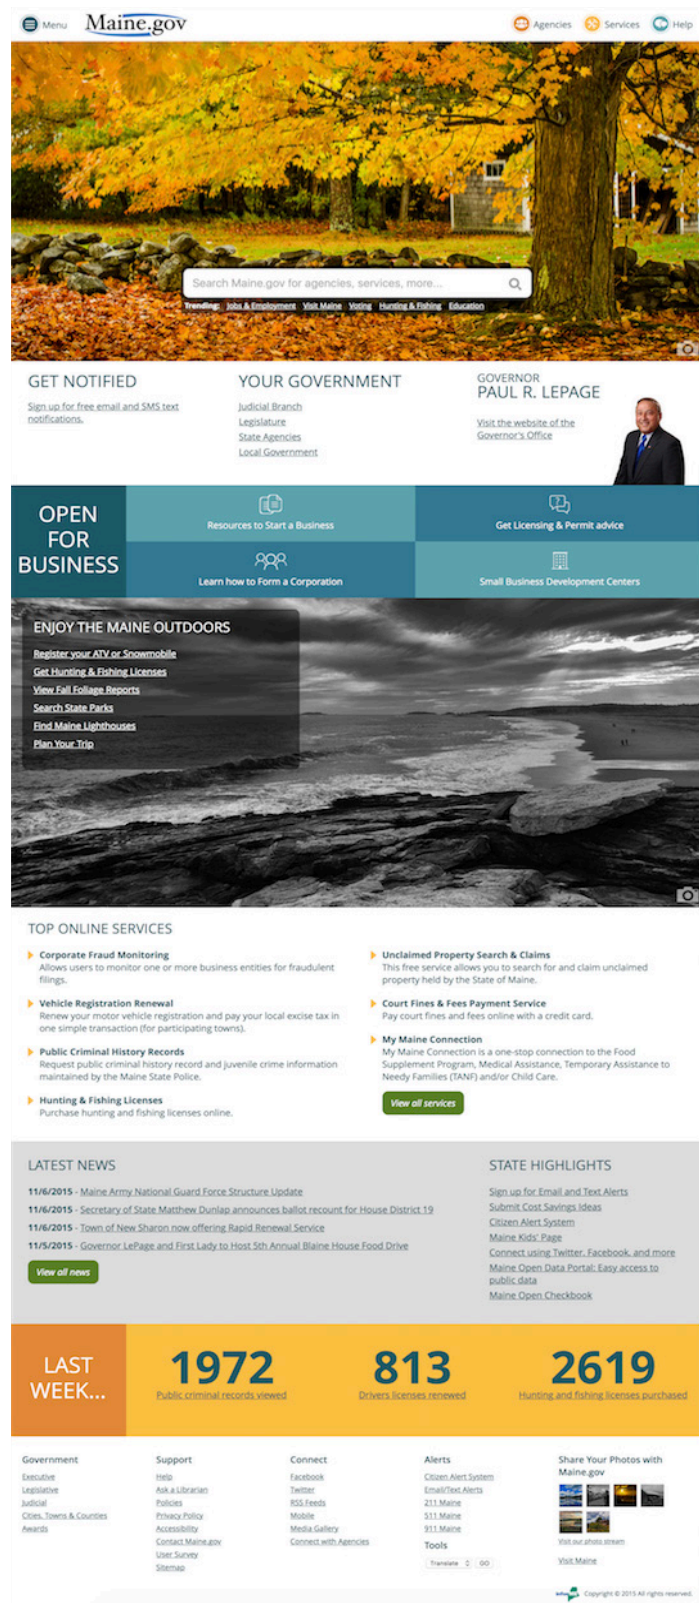 Menu
Maine.gov
Agencies
Services
Help
Search Maine.gov for agencies, services, more...
Trending: Jobs & Employment Visit Maine Voting Hunting & Fishing Education
GET NOTIFIED
Sign up for free email and SMS text
notifications.
YOUR GOVERNMENT
Judicial Branch
Legislature
State Agencies
Local Government
GOVERNOR
PAUL R. LEPAGE
Visit the website of the
Governor's Office
OPEN
FOR
BUSINESS
Resources to Start a Business
Get Licensing & Permit advice
Learn how to Form a Corporation
Small Business Development Centers
ENJOY THE MAINE OUTDOORS
Register your ATV or Snowmobile
Get Hunting & Fishing Licenses
View Fall Foliage Reports
Search State Parks
Find Maine Lighthouses
Plan Your Trip
TOP ONLINE SERVICES
Corporate Fraud Monitoring
Allows users to monitor one or more business entities for fraudulent
filings.
Vehicle Registration Renewal
Renew your motor vehicle registration and pay your local excise tax in
one simple transaction (for participating towns).
Public Criminal History Records
Request public criminal history record and juvenile crime information
maintained by the Maine State Police.
Hunting & Fishing Licenses
Purchase hunting and fishing licenses online.
Unclaimed Property Search & Claims
This free service allows you to search for and claim unclaimed
property held by the State of Maine.
Court Fines & Fees Payment Service
Pay court fines and fees online with a credit card.
My Maine Connection
My Maine Connection is a one-stop connection to the Food
Supplement Program, Medical Assistance, Temporary Assistance to
Needy Families (TANF) and/or Child Care.
View all services
LATEST NEWS
11/6/2015 - Maine Army National Guard Force Structure Update
11/6/2015 - Secretary of State Matthew Dunlap announces ballot recount for House District 19
11/6/2015 - Town of New Sharon now offering Rapid Renewal Service
11/5/2015 - Governor LePage and First Lady to Host 5th Annual Blaine House Food Drive
View all news
STATE HIGHLIGHTS
Sign up for Email and Text Alerts
Submit Cost Savings Ideas
Citizen Alert System
Maine Kids' Page
Connect using Twitter, Facebook, and more
Maine Open Data Portal: Easy access to
public data
Maine Open Checkbook
LAST
WEEK...
1972
Public criminal records viewed
813
Drivers licenses renewed
2619
Hunting and fishing licenses purchased
Government
Executive
Legislative
Judicial
Cities, Towns & Counties
Awards
Support
Help
Ask a Librarian
Policies
Privacy Policy
Accessibility
Contact Maine.gov
User Survey
Sitemap
Connect
Facebook
Twitter
RSS Feeds
Mobile
Media Gallery
Connect with Agencies
Alerts
Citizen Alert System
Email/Text Alerts
211 Maine
511 Maine
911 Maine
Tools
Translate GO
Share Your Photos with
Maine.gov
Visit our photo stream
Visit Maine
Copyright © 2015 All rights reserved.